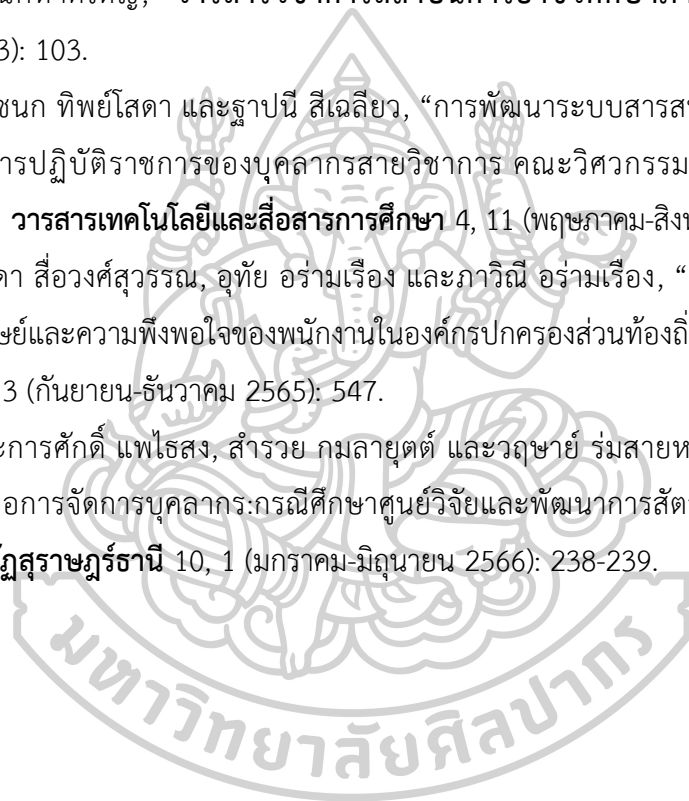 3): 103.
ชนก ทิพย์โสดา และฐาปนี สีเฉลียว, “การพัฒนาระบบสารสน
ารปฏิบัติราชการของบุคลากรสายวิชาการ คณะวิศวกรรม
วารสารเทคโนโลยีและสื่อสารการศึกษา 4, 11 (พฤษภาคม-สิงห
ดา สื่อวงศ์สุวรรณ, อุทัย อร่ามเรือง และภาวิณี อร่ามเรือง, “
ษย์และความพึงพอใจของพนักงานในองค์กรปกครองส่วนท้องถิ่
3 (กันยายน-ธันวาคม 2565): 547.
ะการศักดิ์ แพไธสง, สำรวย กมลายุตต์ และวฤษาย์ ร่มสายห
อการจัดการบุคลากร:กรณีศึกษาศูนย์วิจัยและพัฒนาการสัต
ัฏสุราษฎร์ธานี 10, 1 (มกราคม-มิถุนายน 2566): 238-239.
มหาวิทยาลัยศิลปากร